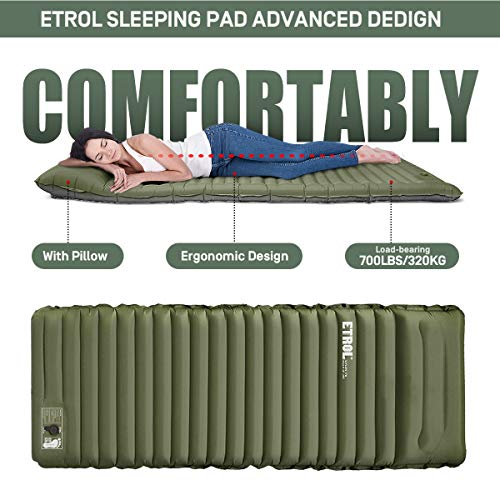 ETROL SLEEPING PAD ADVANCED DEDIGN
COMFORTABLY
With Pillow
Ergonomic Design
Load-bearing
700LBS/320KG
ETROL